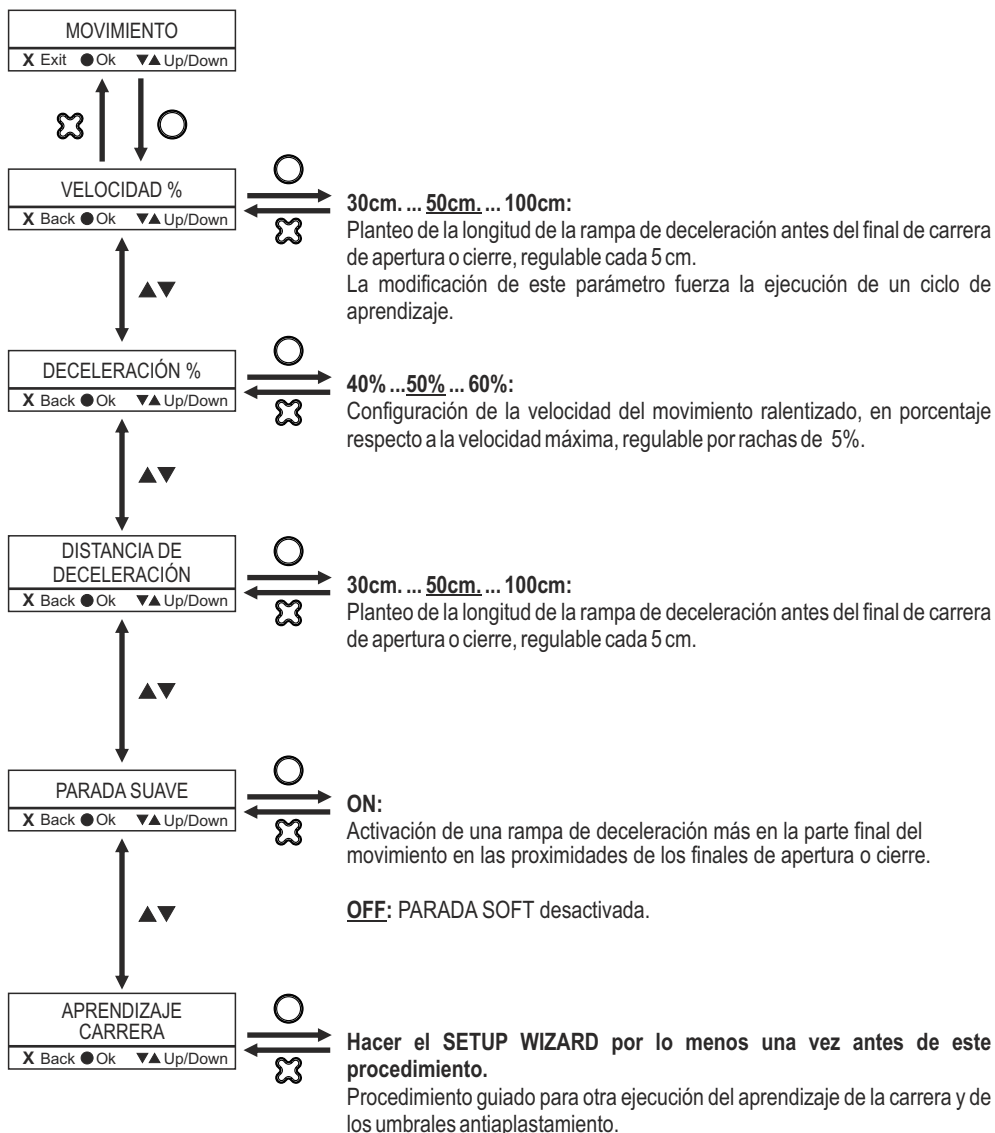 MOVIMIENTO
X Exit ●Ok ▼▲Up/Down
VELOCIDAD %
X Back ●Ok ▼▲Up/Down
30cm. ... 50cm. ... 100cm:
Planteo de la longitud de la rampa de deceleración antes del final de carrera
de apertura o cierre, regulable cada 5 cm.
La modificación de este parámetro fuerza la ejecución de un ciclo de
aprendizaje.
▲▼
DECELERACIÓN %
X Back ●Ok ▼▲Up/Down
40% ...50% ... 60%:
Configuración de la velocidad del movimiento ralentizado, en porcentaje
respecto a la velocidad máxima, regulable por rachas de 5%.
▲▼
DISTANCIA DE
DECELERACIÓN
X Back ●Ok ▼▲Up/Down
30cm. ... 50cm. ... 100cm:
Planteo de la longitud de la rampa de deceleración antes del final de carrera
de apertura o cierre, regulable cada 5 cm.
▲▼
PARADA SUAVE
X Back ●Ok ▼▲Up/Down
ON:
Activación de una rampa de deceleración más en la parte final del
movimiento en las proximidades de los finales de apertura o cierre.
OFF: PARADA SOFT desactivada.
▲▼
APRENDIZAJE
CARRERA
X Back ●Ok ▼▲Up/Down
Hacer el SETUP WIZARD por lo menos una vez antes de este
procedimiento.
Procedimiento guiado para otra ejecución del aprendizaje de la carrera y de
los umbrales antiaplastamiento.